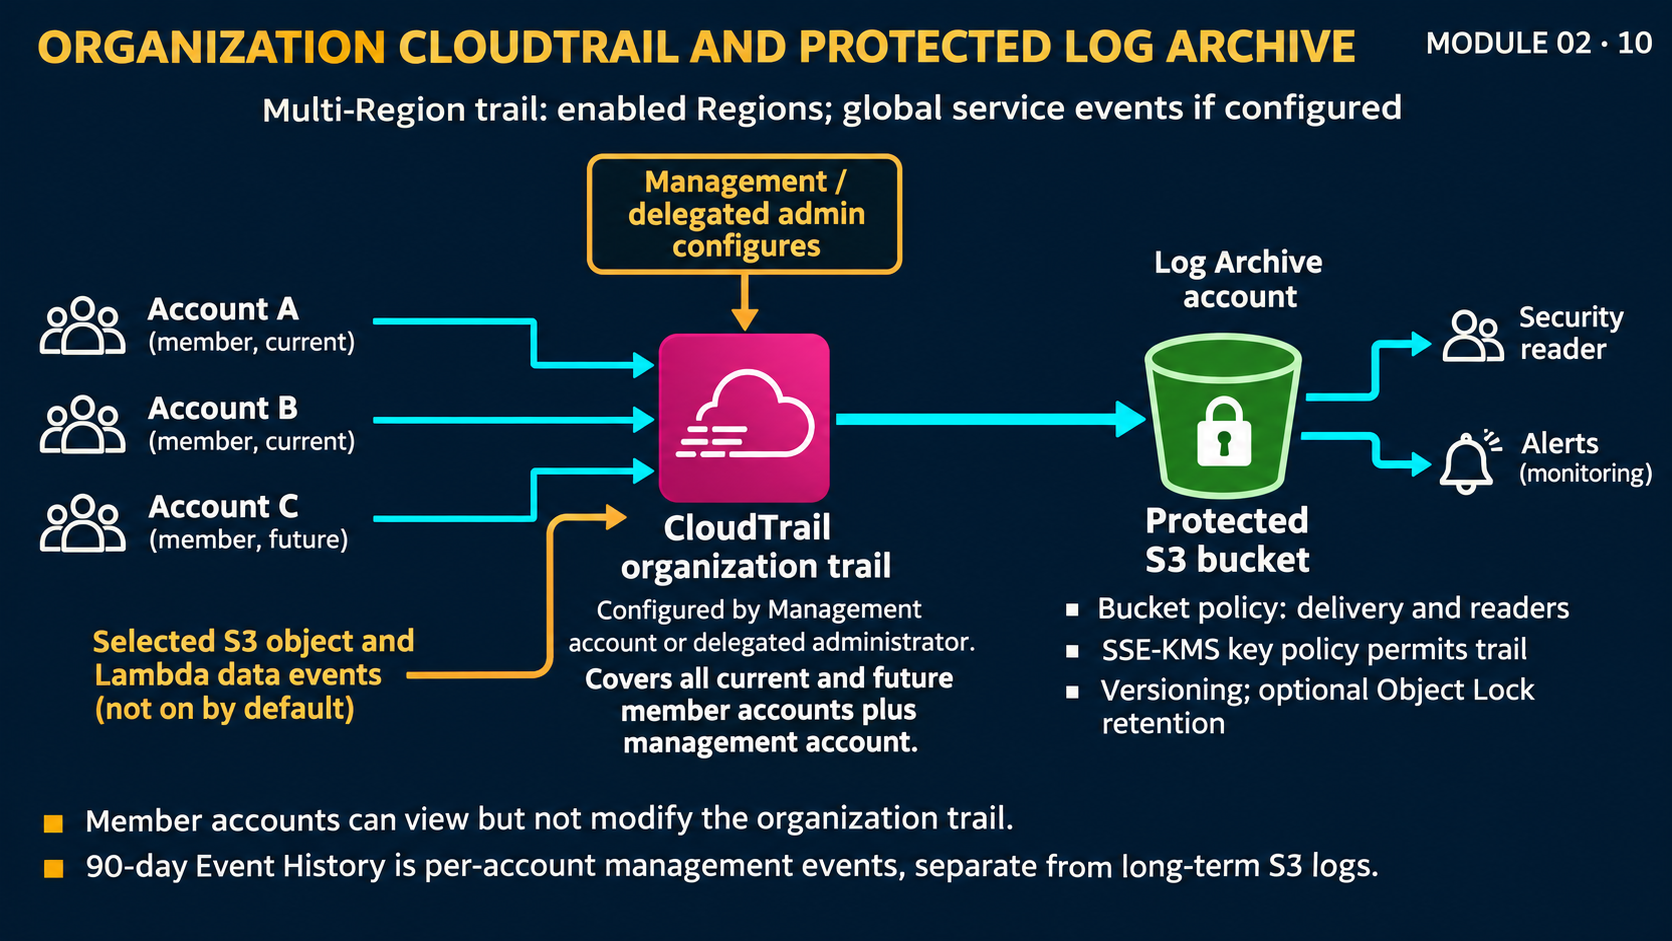 ORGANIZATION CLOUDTRAIL AND PROTECTED LOG ARCHIVE
MODULE 02 · 10
Multi-Region trail: enabled Regions; global service events if configured
Management /
delegated admin
configures
Account A
(member, current)
Account B
(member, current)
Account C
(member, future)
Selected S3 object and
Lambda data events
(not on by default)
CloudTrail
organization trail
Configured by Management
account or delegated administrator.
Covers all current and future
member accounts plus
management account.
Log Archive
account
Protected
S3 bucket
▪ Bucket policy: delivery and readers
▪ SSE-KMS key policy permits trail
▪ Versioning; optional Object Lock
retention
Security
reader
Alerts
(monitoring)
▪ Member accounts can view but not modify the organization trail.
▪ 90-day Event History is per-account management events, separate from long-term S3 logs.